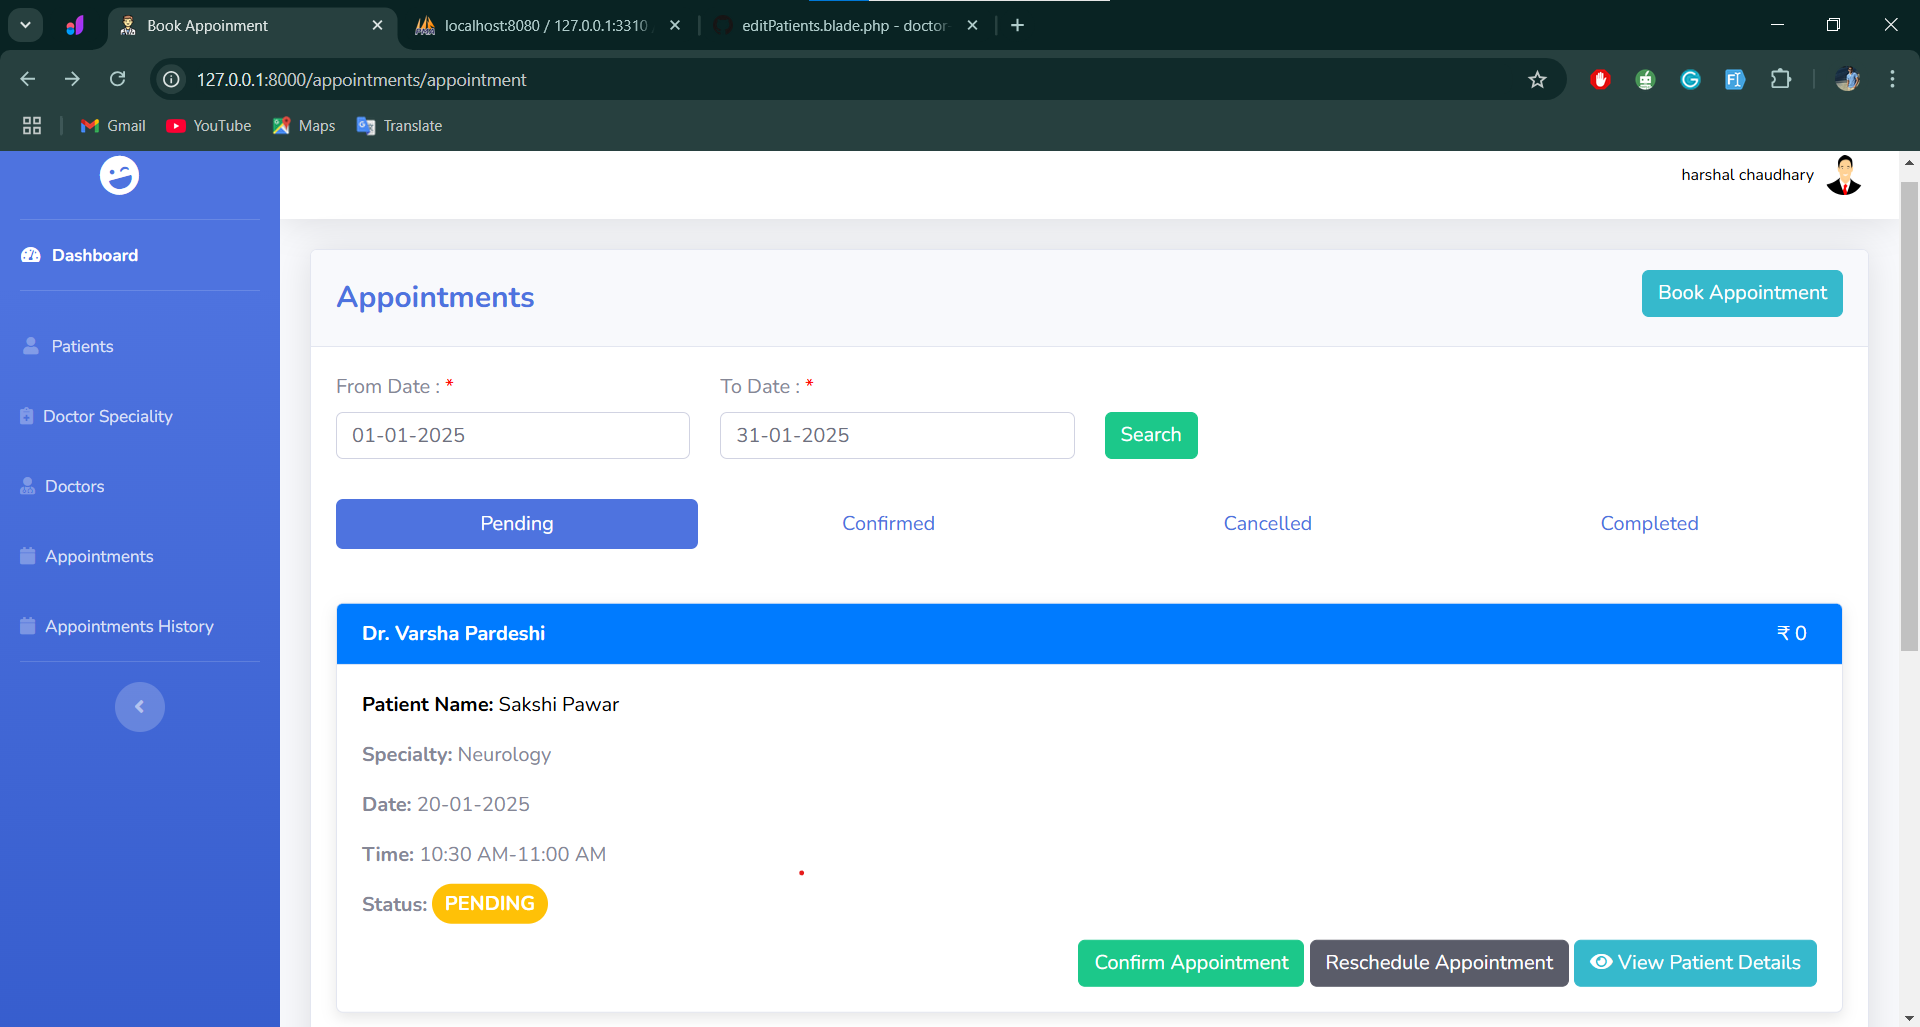 Book Appoinment
localhost:8080 / 127.0.0.1:3310
editPatients.blade.php - doctor-
127.0.0.1:8000/appointments/appointment
Gmail
YouTube
Maps
Translate
harshal chaudhary
Dashboard
Patients
Doctor Speciality
Doctors
Appointments
Appointments History
Appointments
Book Appointment
From Date : *
To Date : *
01-01-2025
31-01-2025
Search
Pending
Confirmed
Cancelled
Completed
Dr. Varsha Pardeshi
₹ 0
Patient Name: Sakshi Pawar
Specialty: Neurology
Date: 20-01-2025
Time: 10:30 AM-11:00 AM
Status: PENDING
Confirm Appointment
Reschedule Appointment
View Patient Details